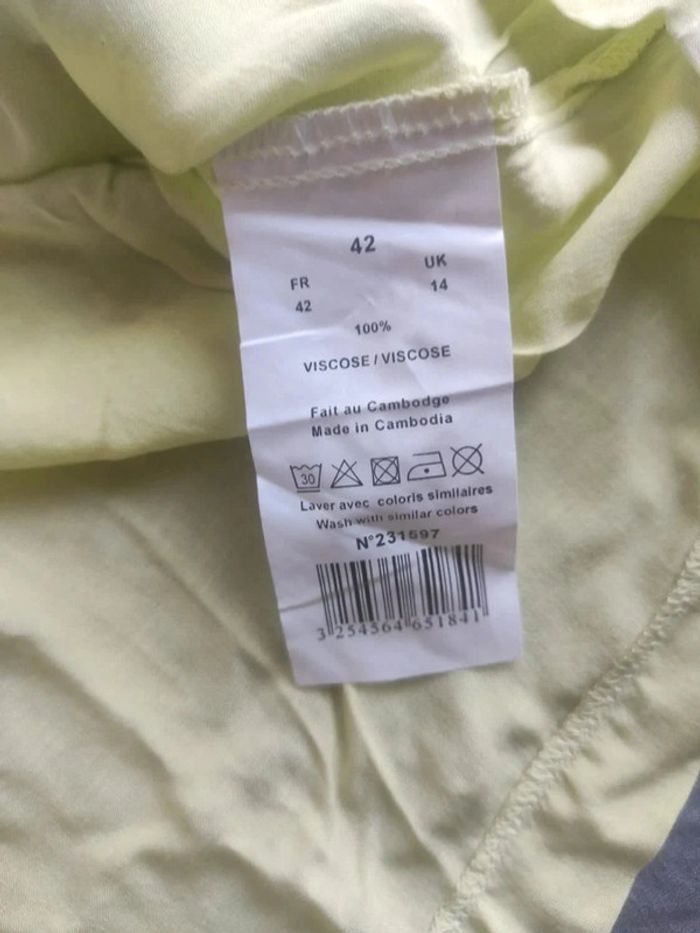 42
FR UK
42 14
100%
VISCOSE / VISCOSE
Fait au Cambodge
Made in Cambodia
30
Laver avec coloris similaires
Wash with similar colors
N°231597
3 254564 651841